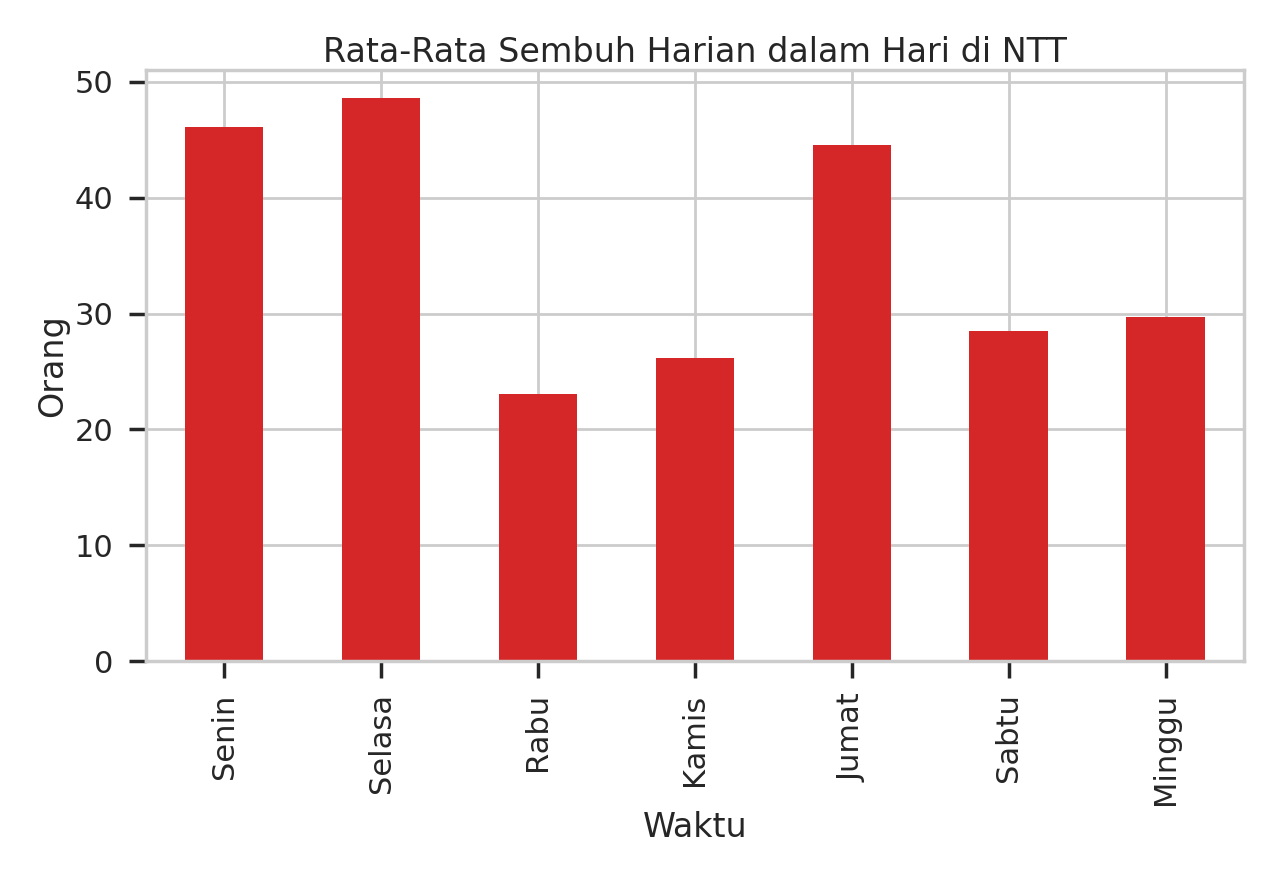 Rata-Rata Sembuh Harian dalam Hari di NTT
50
40
30
20
10
0
Orang
Senin
Selasa
Rabu
Kamis
Jumat
Sabtu
Minggu
Waktu